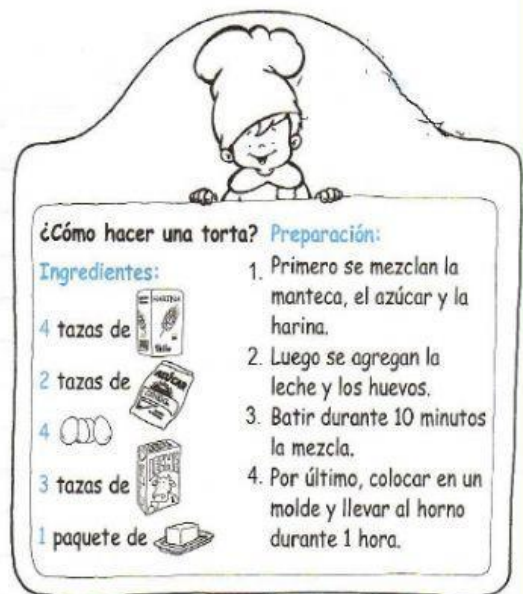 ¿Cómo hacer una torta?
Ingredientes:
4 tazas de
HARINA
2 tazas de
AZÚCAR
4
3 tazas de
1 paquete de
Preparación:
1. Primero se mezclan la
manteca, el azúcar y la
harina.
2. Luego se agregan la
leche y los huevos.
3. Batir durante 10 minutos
la mezcla.
4. Por último, colocar en un
molde y llevar al horno
durante 1 hora.